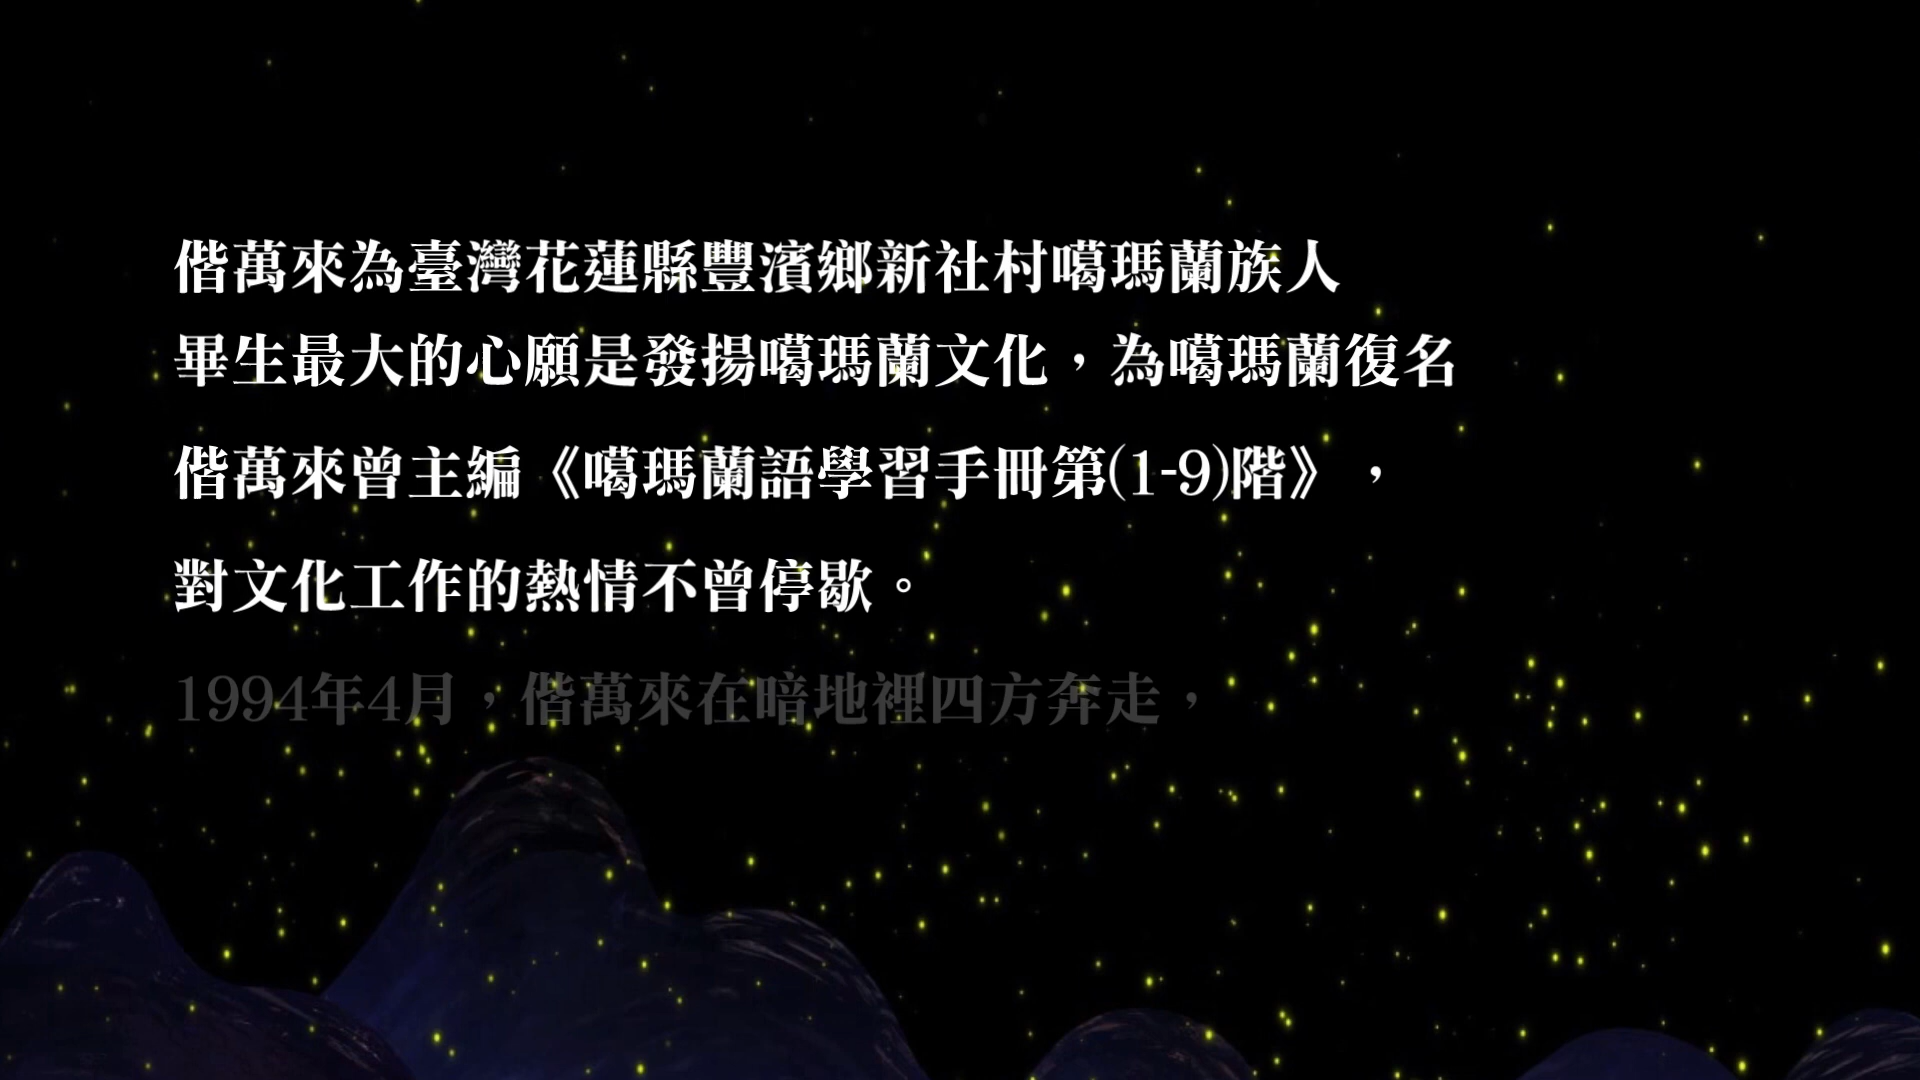 偕萬來為臺灣花蓮縣豐濱鄉新社村噶瑪蘭族人
畢生最大的心願是發揚噶瑪蘭文化，為噶瑪蘭復名
偕萬來曾主編《噶瑪蘭語學習手冊第(1-9)階》，
對文化工作的熱情不曾停歇。
1994年4月，偕萬來在暗地裡四方奔走，